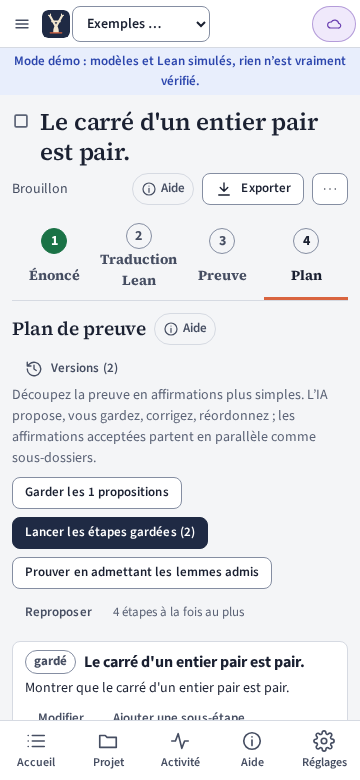 Exemples ...
Mode démo : modèles et Lean simulés, rien n'est vraiment
vérifié.
Le carré d'un entier pair
est pair.
Brouillon
Aide
Exporter
...
1
Énoncé
2
Traduction
Lean
3
Preuve
4
Plan
Plan de preuve
Aide
Versions (2)
Découpez la preuve en affirmations plus simples. L'IA
propose, vous gardez, corrigez, réordonnez ; les
affirmations acceptées partent en parallèle comme
sous-dossiers.
Garder les 1 propositions
Lancer les étapes gardées (2)
Prouver en admettant les lemmes admis
Reproposer
4 étapes à la fois au plus
gardé
Le carré d'un entier pair est pair.
Montrer que le carré d'un entier pair est pair.
Modifier
Ajouter une sous-étape
Accueil
Projet
Activité
Aide
Réglages